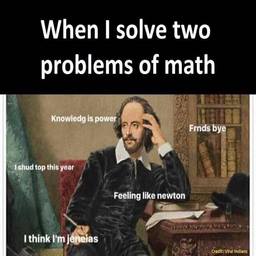 When I solve two
problems of math
Knowledg is power
Frnds bye
I shud top this year
Feeling like newton
I think I'm jeneias
Credit:- Viral Indians